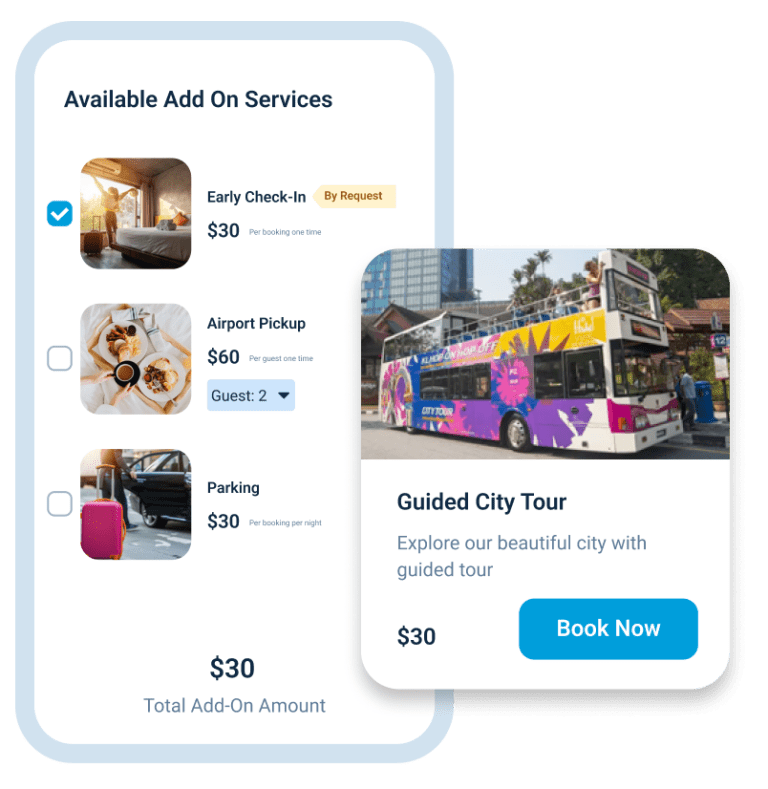 Available Add On Services
Early Check-In
By Request
$30 Per booking one time
Airport Pickup
$60 Per guest one time
Guest: 2
Parking
$30 Per booking per night
$30
Total Add-On Amount
KL HOP-ON HOP-OFF
CITY TOUR
Guided City Tour
Explore our beautiful city with
guided tour
$30
Book Now